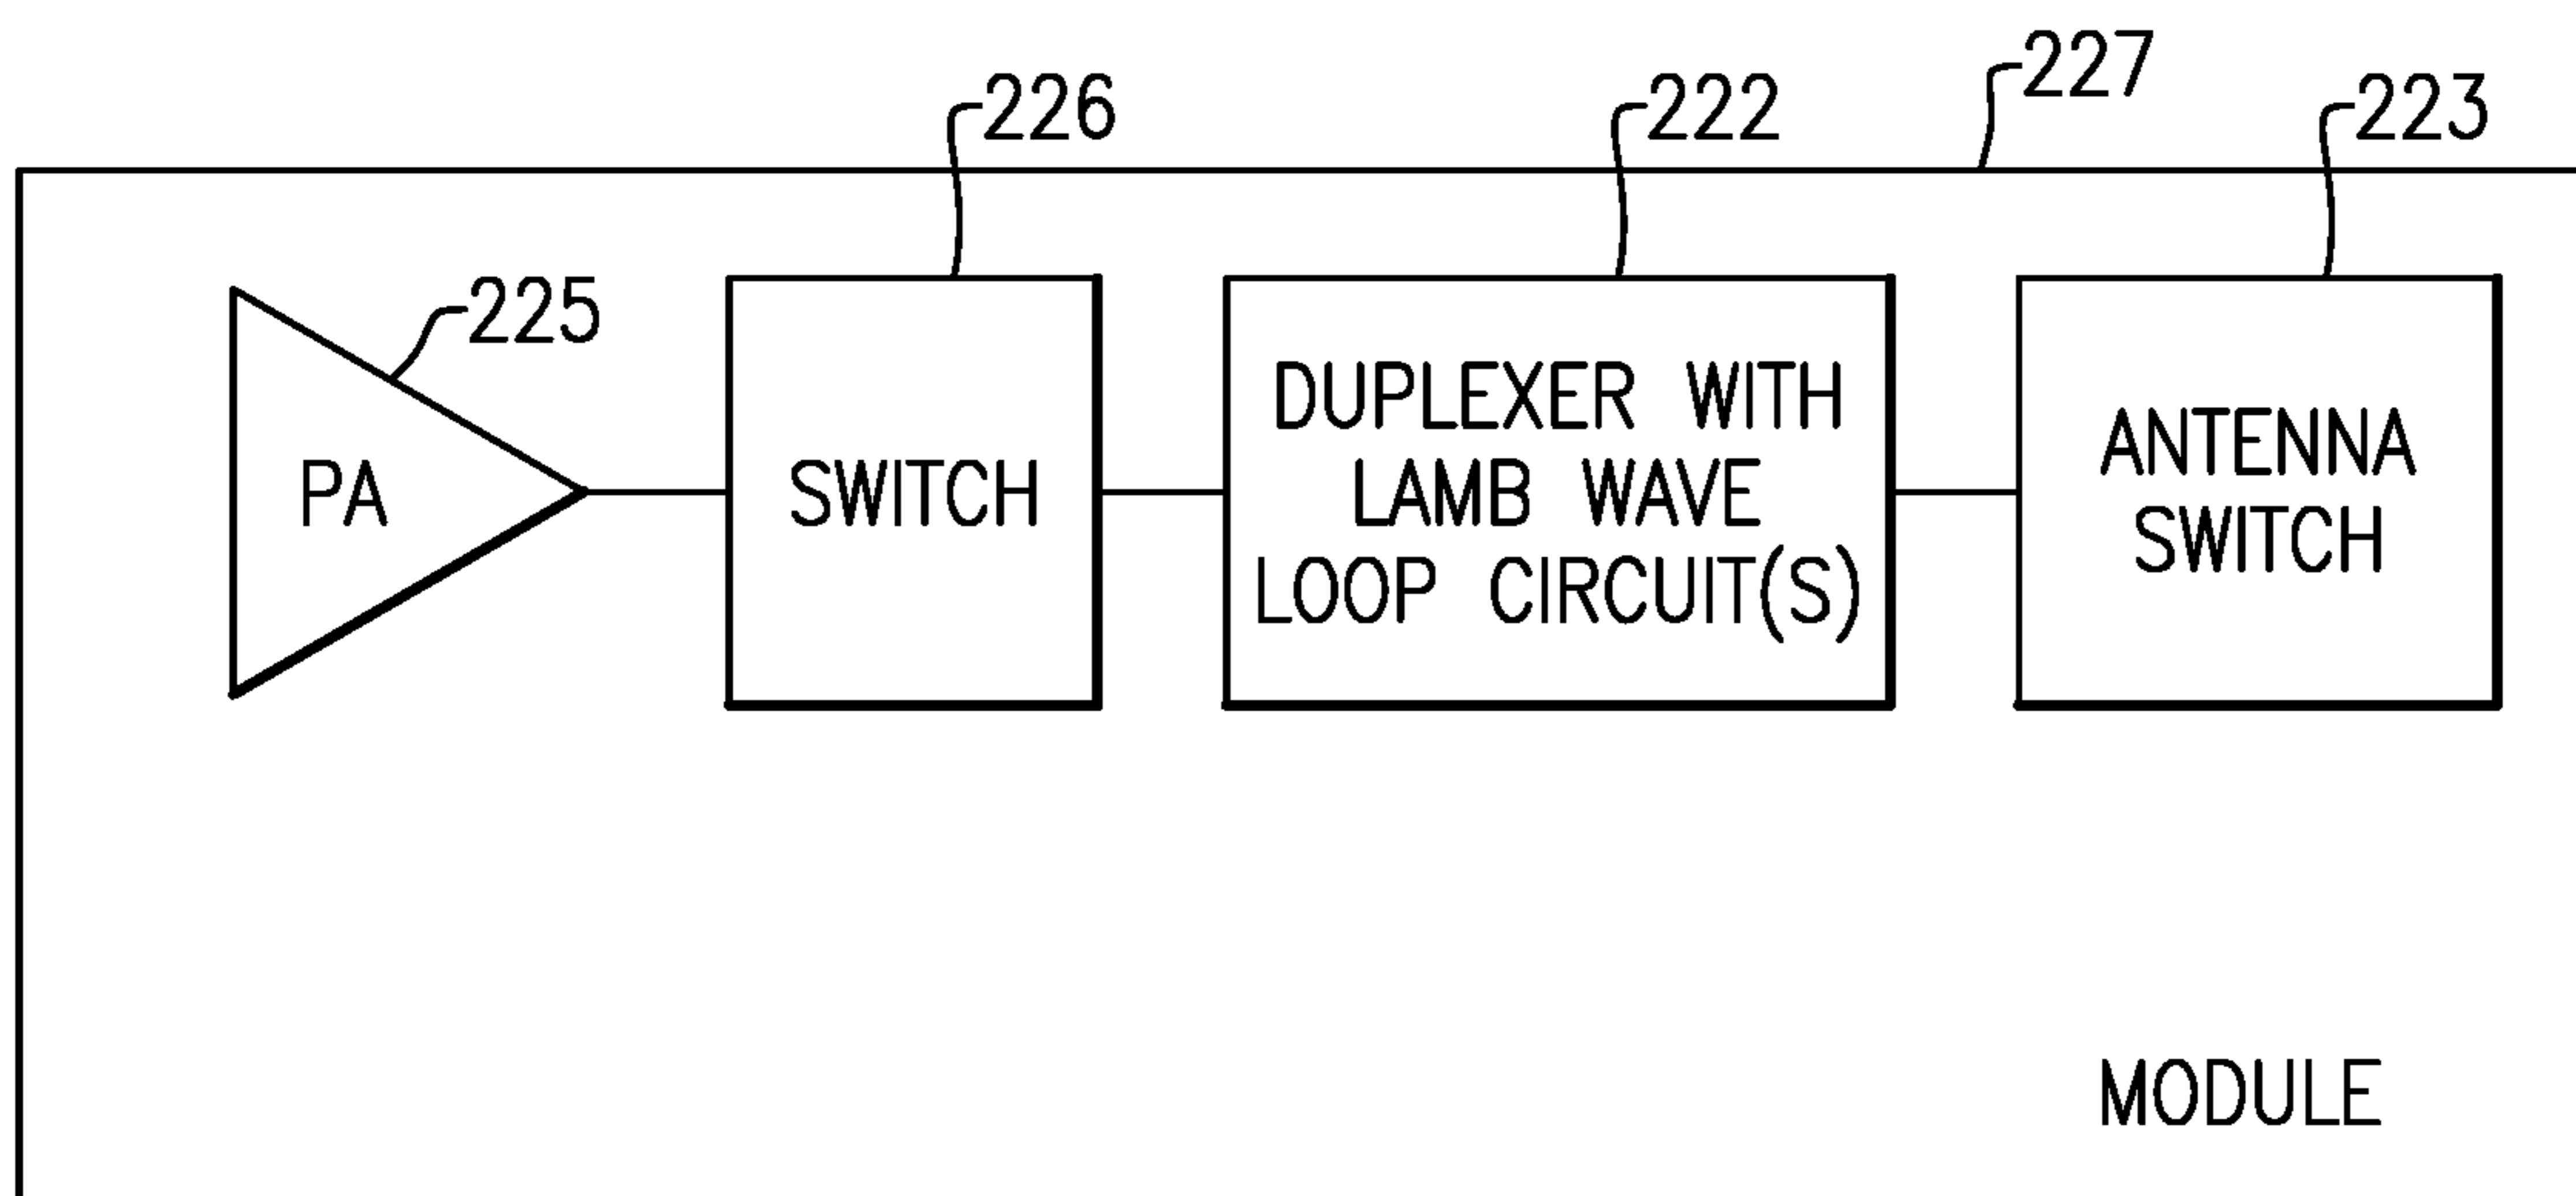 227
226
222
223
225
PA
SWITCH
DUPLEXER WITH
LAMB WAVE
LOOP CIRCUIT(S)
ANTENNA
SWITCH
MODULE